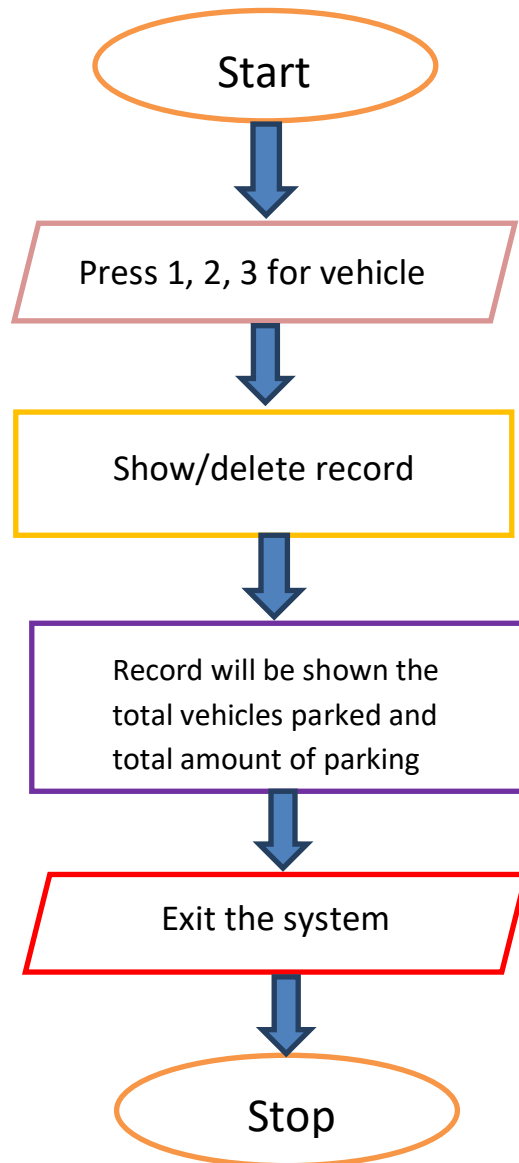 Start
Press 1, 2, 3 for vehicle
Show/delete record
Record will be shown the
total vehicles parked and
total amount of parking
Exit the system
Stop